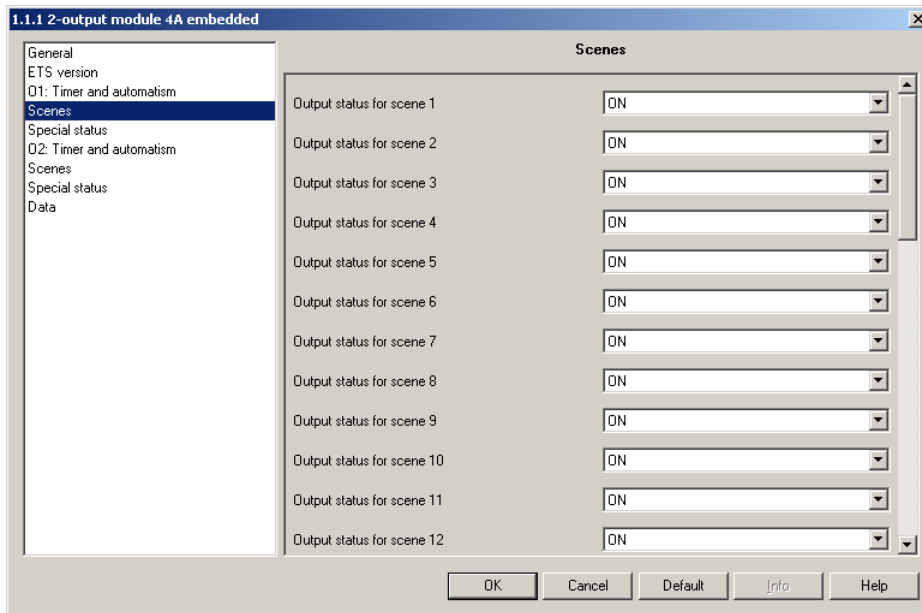 1.1.1 2-output module 4A embedded
General
ETS version
O1: Timer and automatism
Scenes
Special status
O2: Timer and automatism
Scenes
Special status
Data
Scenes
Output status for scene 1 ON
Output status for scene 2 ON
Output status for scene 3 ON
Output status for scene 4 ON
Output status for scene 5 ON
Output status for scene 6 ON
Output status for scene 7 ON
Output status for scene 8 ON
Output status for scene 9 ON
Output status for scene 10 ON
Output status for scene 11 ON
Output status for scene 12 ON
OK Cancel Default Info Help